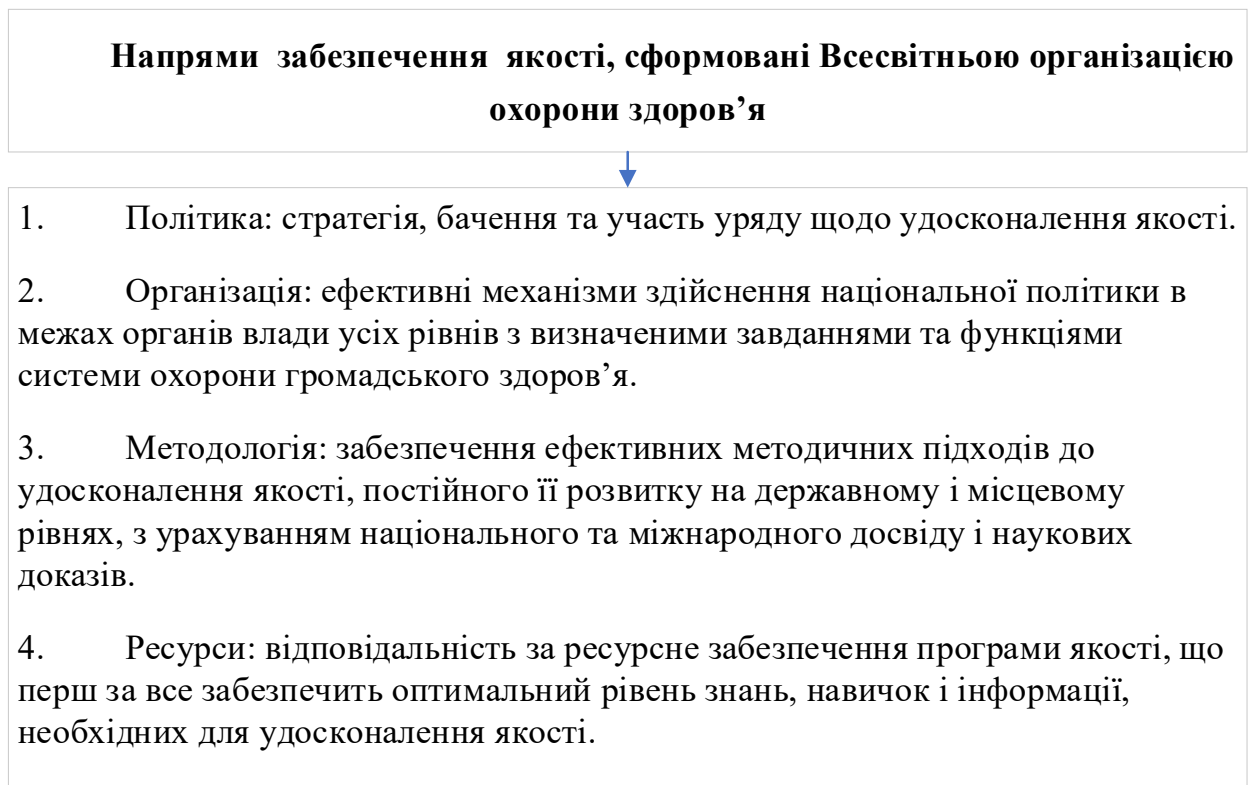 Напрями забезпечення якості, сформовані Всесвітньою організацією
охорони здоров’я
1. Політика: стратегія, бачення та участь уряду щодо удосконалення якості.
2. Організація: ефективні механізми здійснення національної політики в
межах органів влади усіх рівнів з визначеними завданнями та функціями
системи охорони громадського здоров’я.
3. Методологія: забезпечення ефективних методичних підходів до
удосконалення якості, постійного її розвитку на державному і місцевому
рівнях, з урахуванням національного та міжнародного досвіду і наукових
доказів.
4. Ресурси: відповідальність за ресурсне забезпечення програми якості, що
перш за все забезпечить оптимальний рівень знань, навичок і інформації,
необхідних для удосконалення якості.